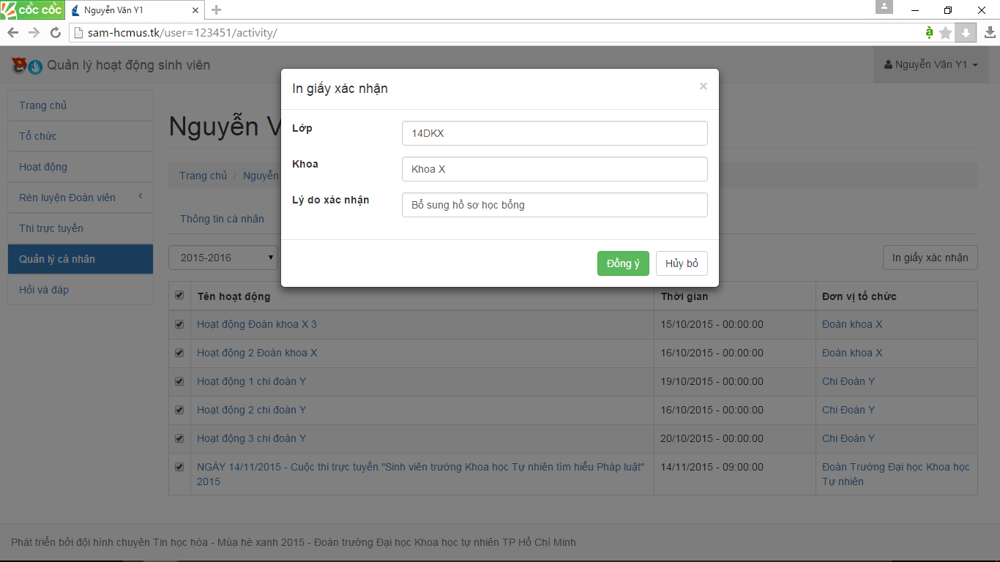 cốc cốc
Nguyễn Văn Y1
sam-hcmus.tk/user=123451/activity/
Quản lý hoạt động sinh viên
Nguyễn Văn Y1
In giấy xác nhận
×
Lớp
14DKX
Khoa
Khoa X
Lý do xác nhận
Bổ sung hồ sơ học bổng
Đồng ý
Hủy bỏ
Trang chủ
Tổ chức
Hoạt động
Rèn luyện Đoàn viên
Thi trực tuyến
Quản lý cá nhân
Hỏi và đáp
Nguyễn V
Trang chủ / Nguyễn
Thông tin cá nhân
2015-2016
In giấy xác nhận
Tên hoạt động Thời gian Đơn vị tổ chức
Hoạt động Đoàn khoa X 3 15/10/2015 - 00:00:00 Đoàn khoa X
Hoạt động 2 Đoàn khoa X 16/10/2015 - 00:00:00 Đoàn khoa X
Hoạt động 1 chi đoàn Y 19/10/2015 - 00:00:00 Chi Đoàn Y
Hoạt động 2 chi đoàn Y 16/10/2015 - 00:00:00 Chi Đoàn Y
Hoạt động 3 chi đoàn Y 20/10/2015 - 00:00:00 Chi Đoàn Y
NGÀY 14/11/2015 - Cuộc thi trực tuyến "Sinh viên trường Khoa học Tự nhiên tìm hiểu Pháp luật" 14/11/2015 - 09:00:00 Đoàn Trường Đại học Khoa học
2015 Tự nhiên
Phát triển bởi đội hình chuyên Tin học hóa - Mùa hè xanh 2015 - Đoàn trường Đại học Khoa học tự nhiên TP Hồ Chí Minh